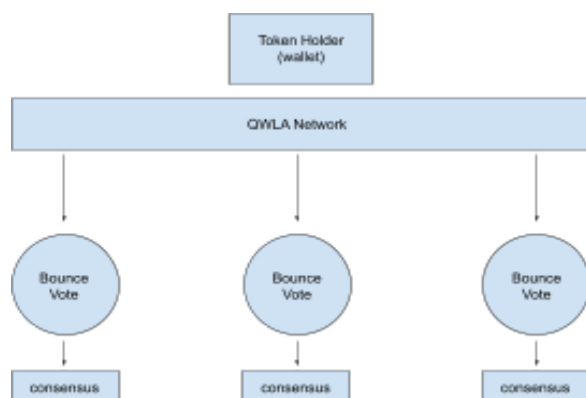 Token Holder
(wallet)
QWLA Network
Bounce
Vote
Bounce
Vote
Bounce
Vote
consensus
consensus
consensus